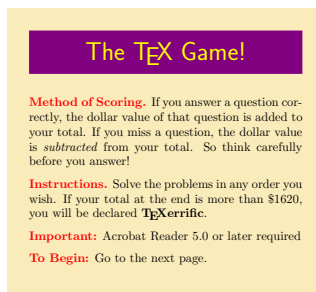 The TEX Game!
Method of Scoring. If you answer a question cor-
rectly, the dollar value of that question is added to
your total. If you miss a question, the dollar value
is subtracted from your total. So think carefully
before you answer!
Instructions. Solve the problems in any order you
wish. If your total at the end is more than $1620,
you will be declared TEXerrific.
Important: Acrobat Reader 5.0 or later required
To Begin: Go to the next page.